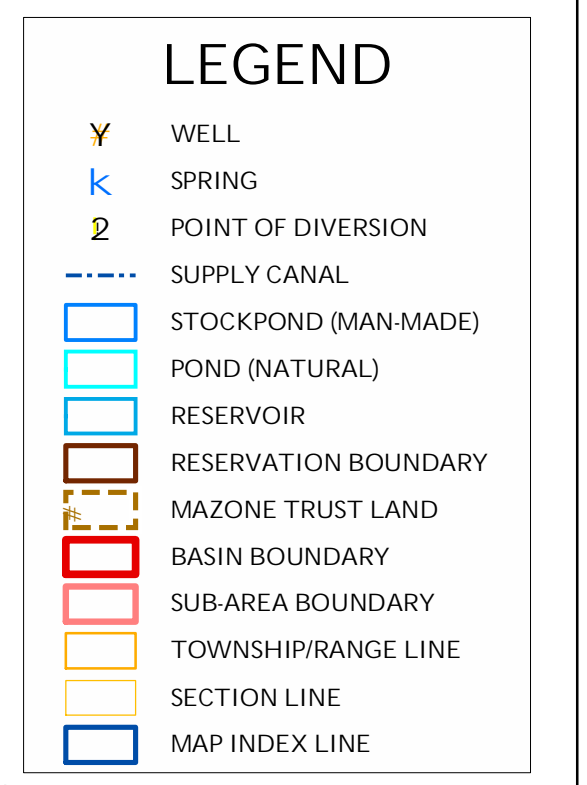 LEGEND
WELL
k SPRING
2 POINT OF DIVERSION
SUPPLY CANAL
STOCKPOND (MAN-MADE)
POND (NATURAL)
RESERVOIR
RESERVATION BOUNDARY
# MAZONE TRUST LAND
BASIN BOUNDARY
SUB-AREA BOUNDARY
TOWNSHIP/RANGE LINE
SECTION LINE
MAP INDEX LINE